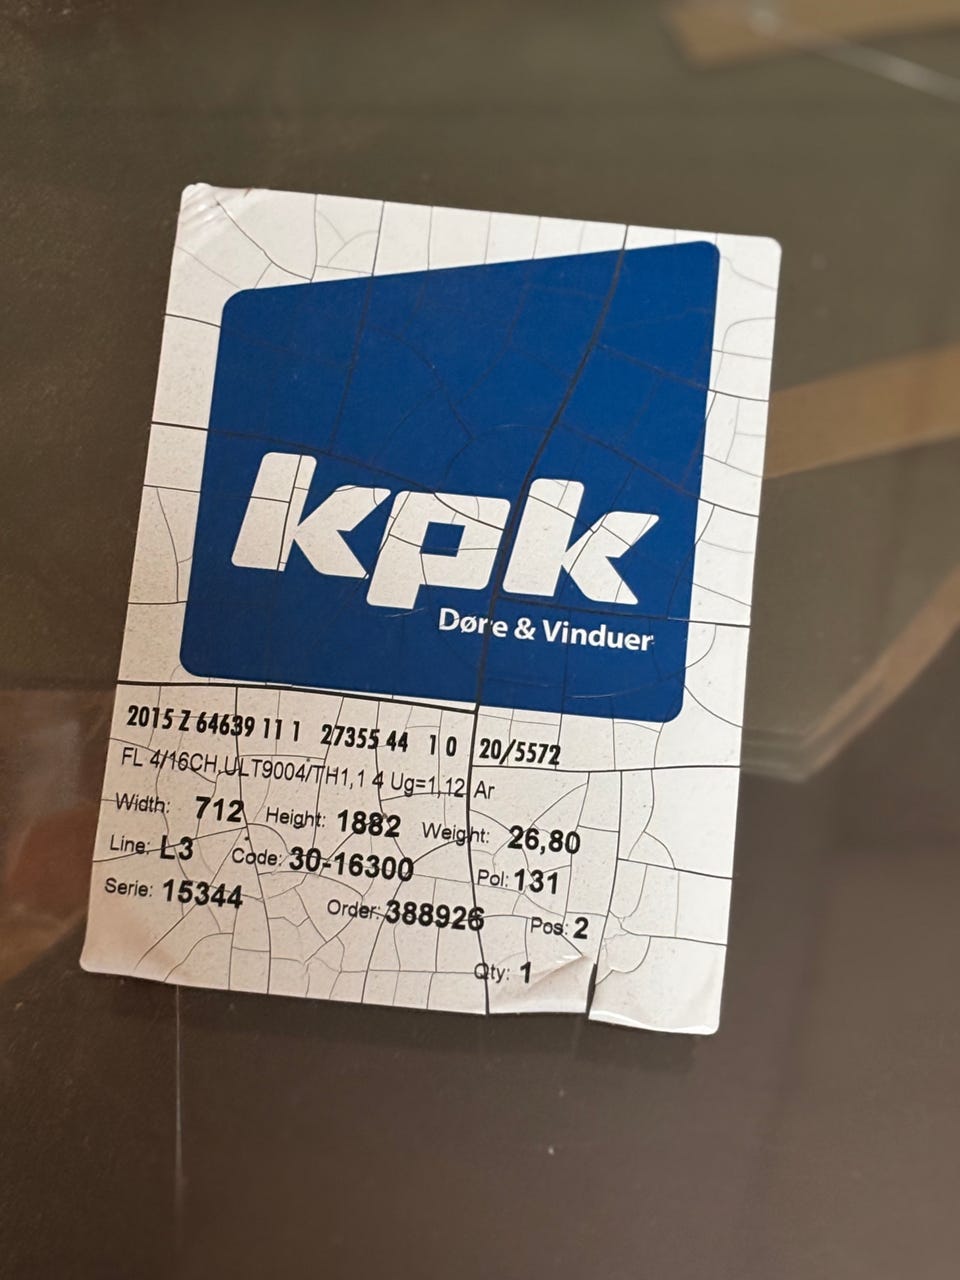 kpk
Døre & Vinduer
2015 Z 64639 11 1 27355 44 1 0 20/5572
FL 4/16CH.ULT9004/TH1,1 4 Ug=1,12 Ar
Width: 712 Height: 1882 Weight: 26,80
Line: L3 Code: 30-16300 Pol: 131
Serie: 15344 Order: 388926 Pos: 2
Qty: 1